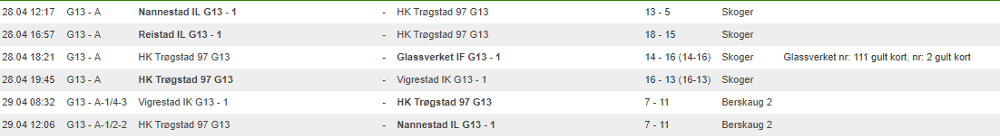 28.04 12:17 G13 - A Nannestad IL G13 - 1 - HK Trøgstad 97 G13 13 - 5 Skoger
28.04 16:57 G13 - A Reistad IL G13 - 1 - HK Trøgstad 97 G13 18 - 15 Skoger
28.04 18:21 G13 - A HK Trøgstad 97 G13 - Glassverket IF G13 - 1 14 - 16 (14-16) Skoger Glassverket nr: 111 gult kort, nr: 2 gult kort
28.04 19:45 G13 - A HK Trøgstad 97 G13 - Vigrestad IK G13 - 1 16 - 13 (16-13) Skoger
29.04 08:32 G13 - A-1/4-3 Vigrestad IK G13 - 1 - HK Trøgstad 97 G13 7 - 11 Berskaug 2
29.04 12:06 G13 - A-1/2-2 HK Trøgstad 97 G13 - Nannestad IL G13 - 1 7 - 11 Berskaug 2